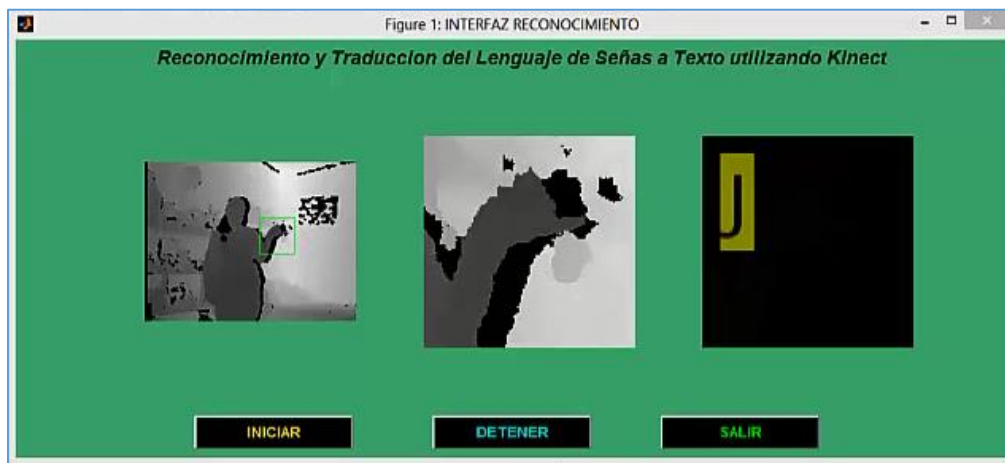 Figure 1: INTERFAZ RECONOCIMIENTO
Reconocimiento y Traduccion del Lenguaje de Señas a Texto utilizando Kinect
J
INICIAR
DETENER
SALIR